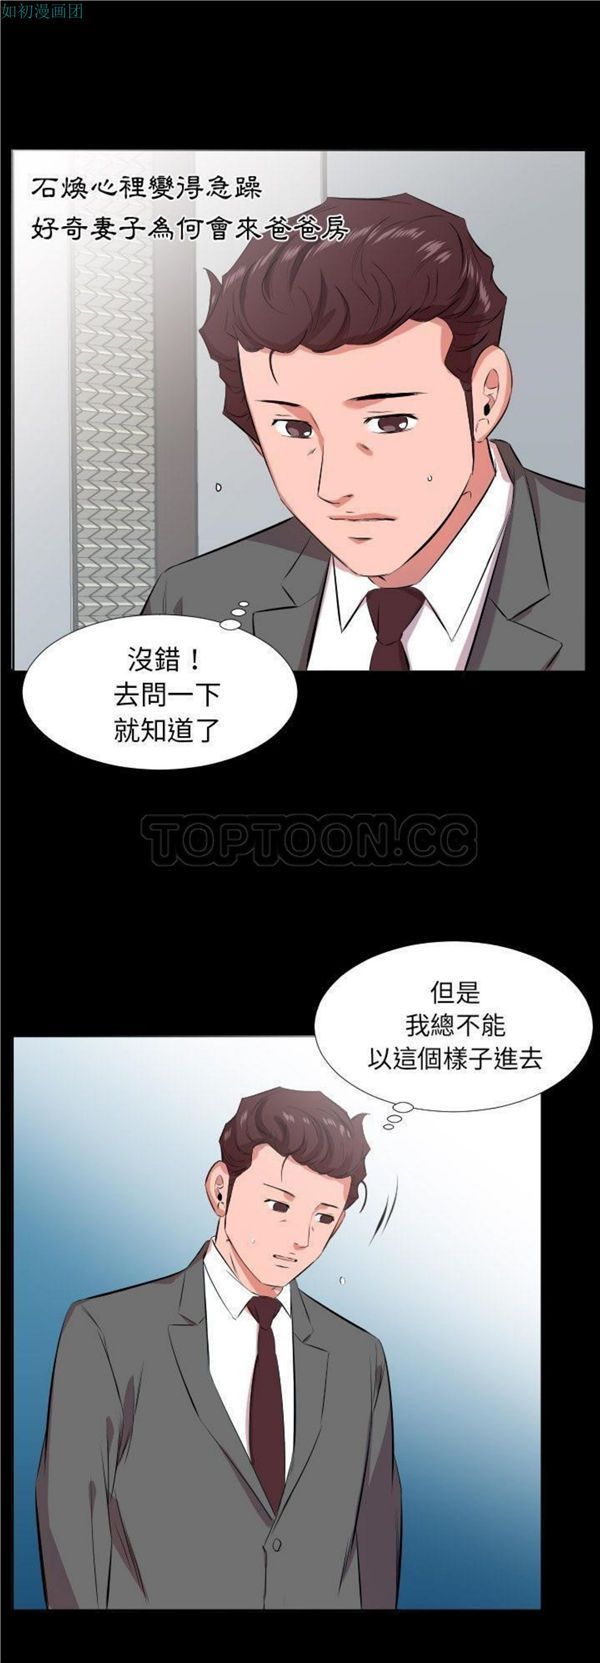 如初漫画团
石煥心裡變得急躁
好奇妻子為何會來爸爸房
沒錯！
去問一下
就知道了
TOPTOON.CC
但是
我總不能
以這個樣子進去